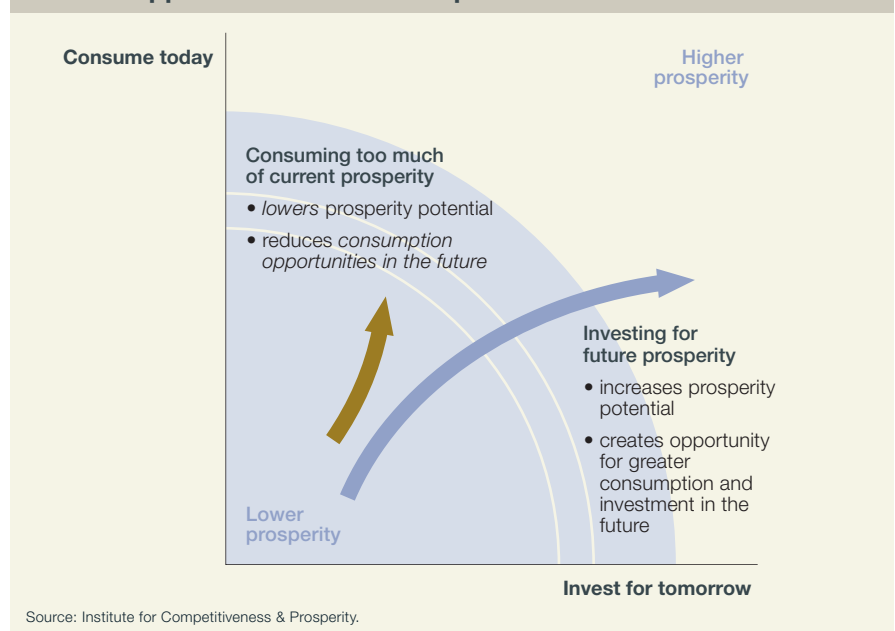 Consume today
Higher
prosperity
Consuming too much
of current prosperity
• lowers prosperity potential
• reduces consumption
opportunities in the future
Investing for
future prosperity
• increases prosperity
potential
• creates opportunity
for greater
consumption and
investment in the
future
Lower
prosperity
Invest for tomorrow
Source: Institute for Competitiveness & Prosperity.